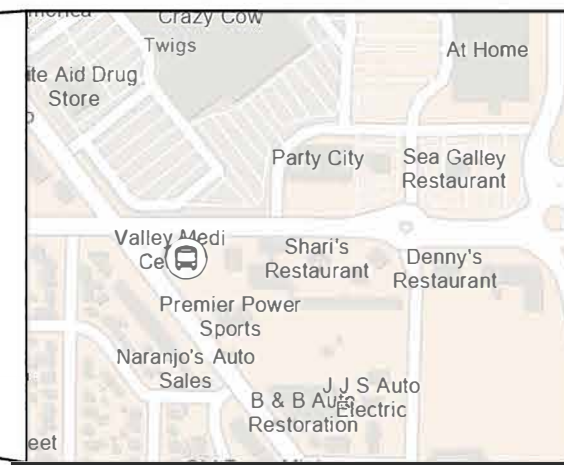 Crazy Cow
Twigs
At Home
ite Aid Drug
Store
Party City
Sea Galley
Restaurant
Valley Medi
Ce
Shari's
Restaurant
Denny's
Restaurant
Premier Power
Sports
Naranjo's Auto
Sales
J J S Auto
Electric
B & B Auto
Restoration
eet